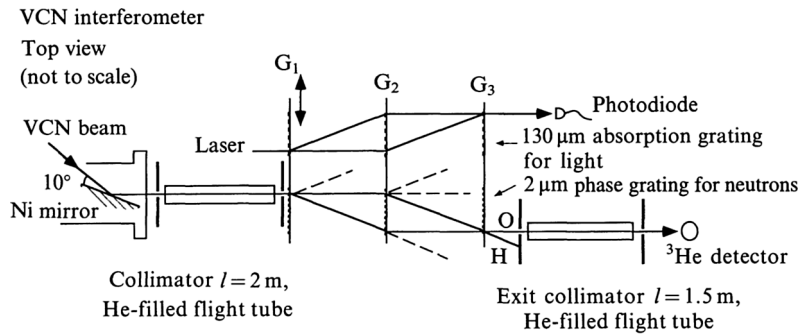 VCN interferometer
Top view
(not to scale)
G₁
G₂
G₃
Photodiode
VCN beam
Laser
130 μm absorption grating
for light
10°
2 μm phase grating for neutrons
Ni mirror
O
H
³He detector
Collimator l = 2 m,
He-filled flight tube
Exit collimator l = 1.5 m,
He-filled flight tube